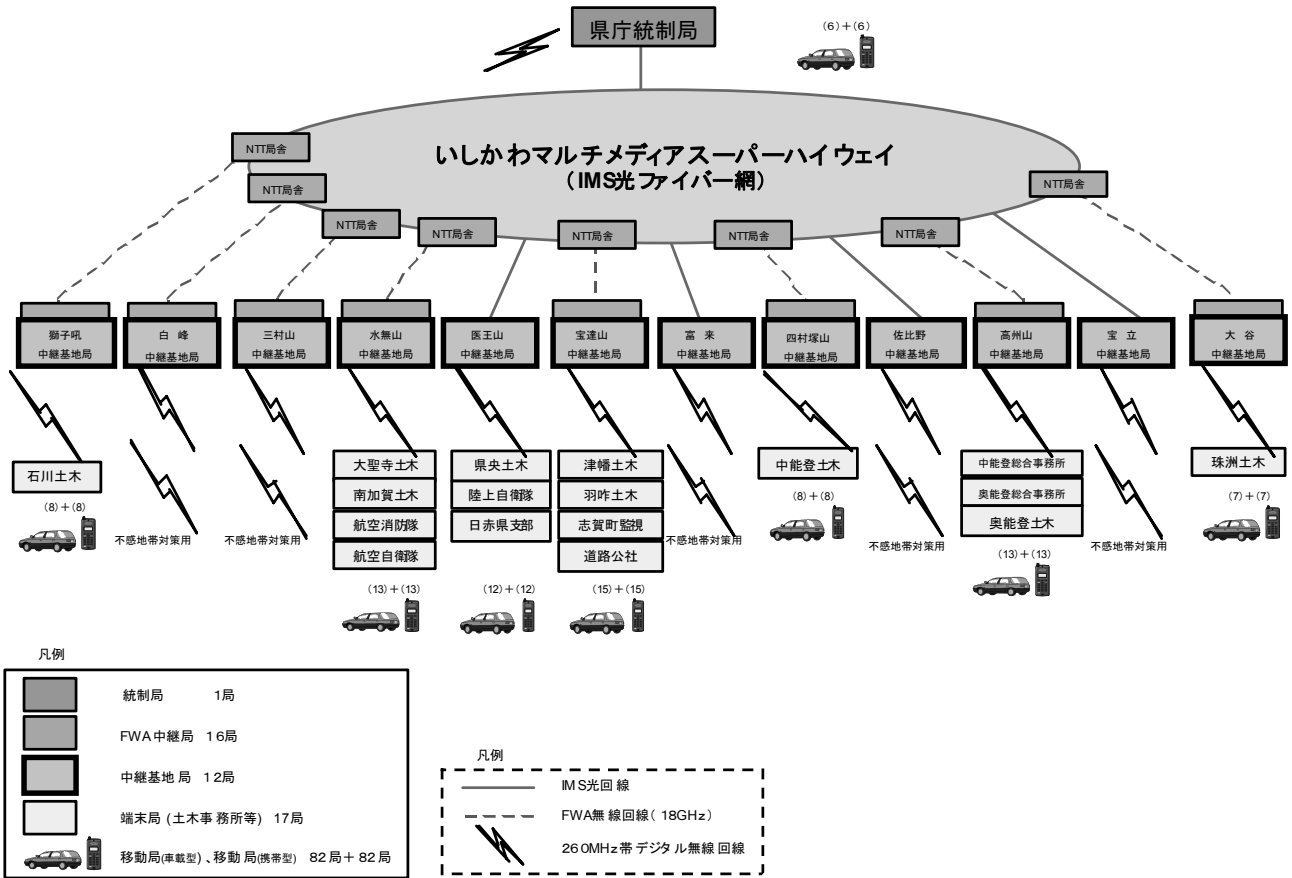 県庁統制局
(6)+(6)
いしかわマルチメディアスーパーハイウェイ
(IMS光ファイバー網)
NTT局舎
NTT局舎
NTT局舎
NTT局舎
NTT局舎
NTT局舎
NTT局舎
NTT局舎
獅子吼
中継基地局
白峰
中継基地局
三村山
中継基地局
水無山
中継基地局
医王山
中継基地局
宝達山
中継基地局
富来
中継基地局
四村塚山
中継基地局
佐比野
中継基地局
高州山
中継基地局
宝立
中継基地局
大谷
中継基地局
石川土木
(8)+(8)
不感地帯対策用
不感地帯対策用
大聖寺土木
南加賀土木
航空消防隊
航空自衛隊
(13)+(13)
県央土木
陸上自衛隊
日赤県支部
(12)+(12)
津幡土木
羽咋土木
志賀町監視
道路公社
(15)+(15)
不感地帯対策用
中能登土木
(8)+(8)
不感地帯対策用
中能登総合事務所
奥能登総合事務所
奥能登土木
(13)+(13)
不感地帯対策用
珠洲土木
(7)+(7)
凡例
統制局 1局
FWA中継局 16局
中継基地局 12局
端末局(土木事務所等) 17局
移動局(車載型)、移動局(携帯型) 82局+82局
凡例
IMS光回線
FWA無線回線(18GHz)
260MHz帯デジタル無線回線